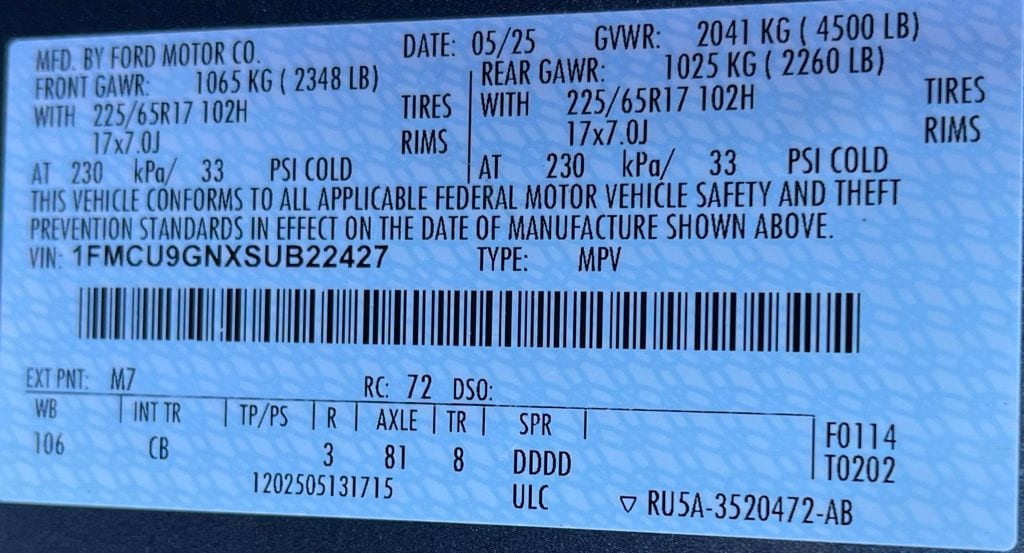 MFD. BY FORD MOTOR CO. DATE: 05/25 GVWR: 2041 KG ( 4500 LB)
FRONT GAWR: 1065 KG ( 2348 LB) REAR GAWR: 1025 KG ( 2260 LB)
WITH 225/65R17 102H TIRES WITH 225/65R17 102H TIRES
17x7.0J RIMS 17x7.0J RIMS
AT 230 kPa/ 33 PSI COLD AT 230 kPa/ 33 PSI COLD
THIS VEHICLE CONFORMS TO ALL APPLICABLE FEDERAL MOTOR VEHICLE SAFETY AND THEFT
PREVENTION STANDARDS IN EFFECT ON THE DATE OF MANUFACTURE SHOWN ABOVE.
VIN: 1FMCU9GNXSUB22427 TYPE: MPV
EXT PNT: M7 RC: 72 DSO:
WB INT TR TP/PS R AXLE TR SPR F0114
106 CB 3 81 8 DDDD T0202
1202505131715 ULC ▽ RU5A-3520472-AB